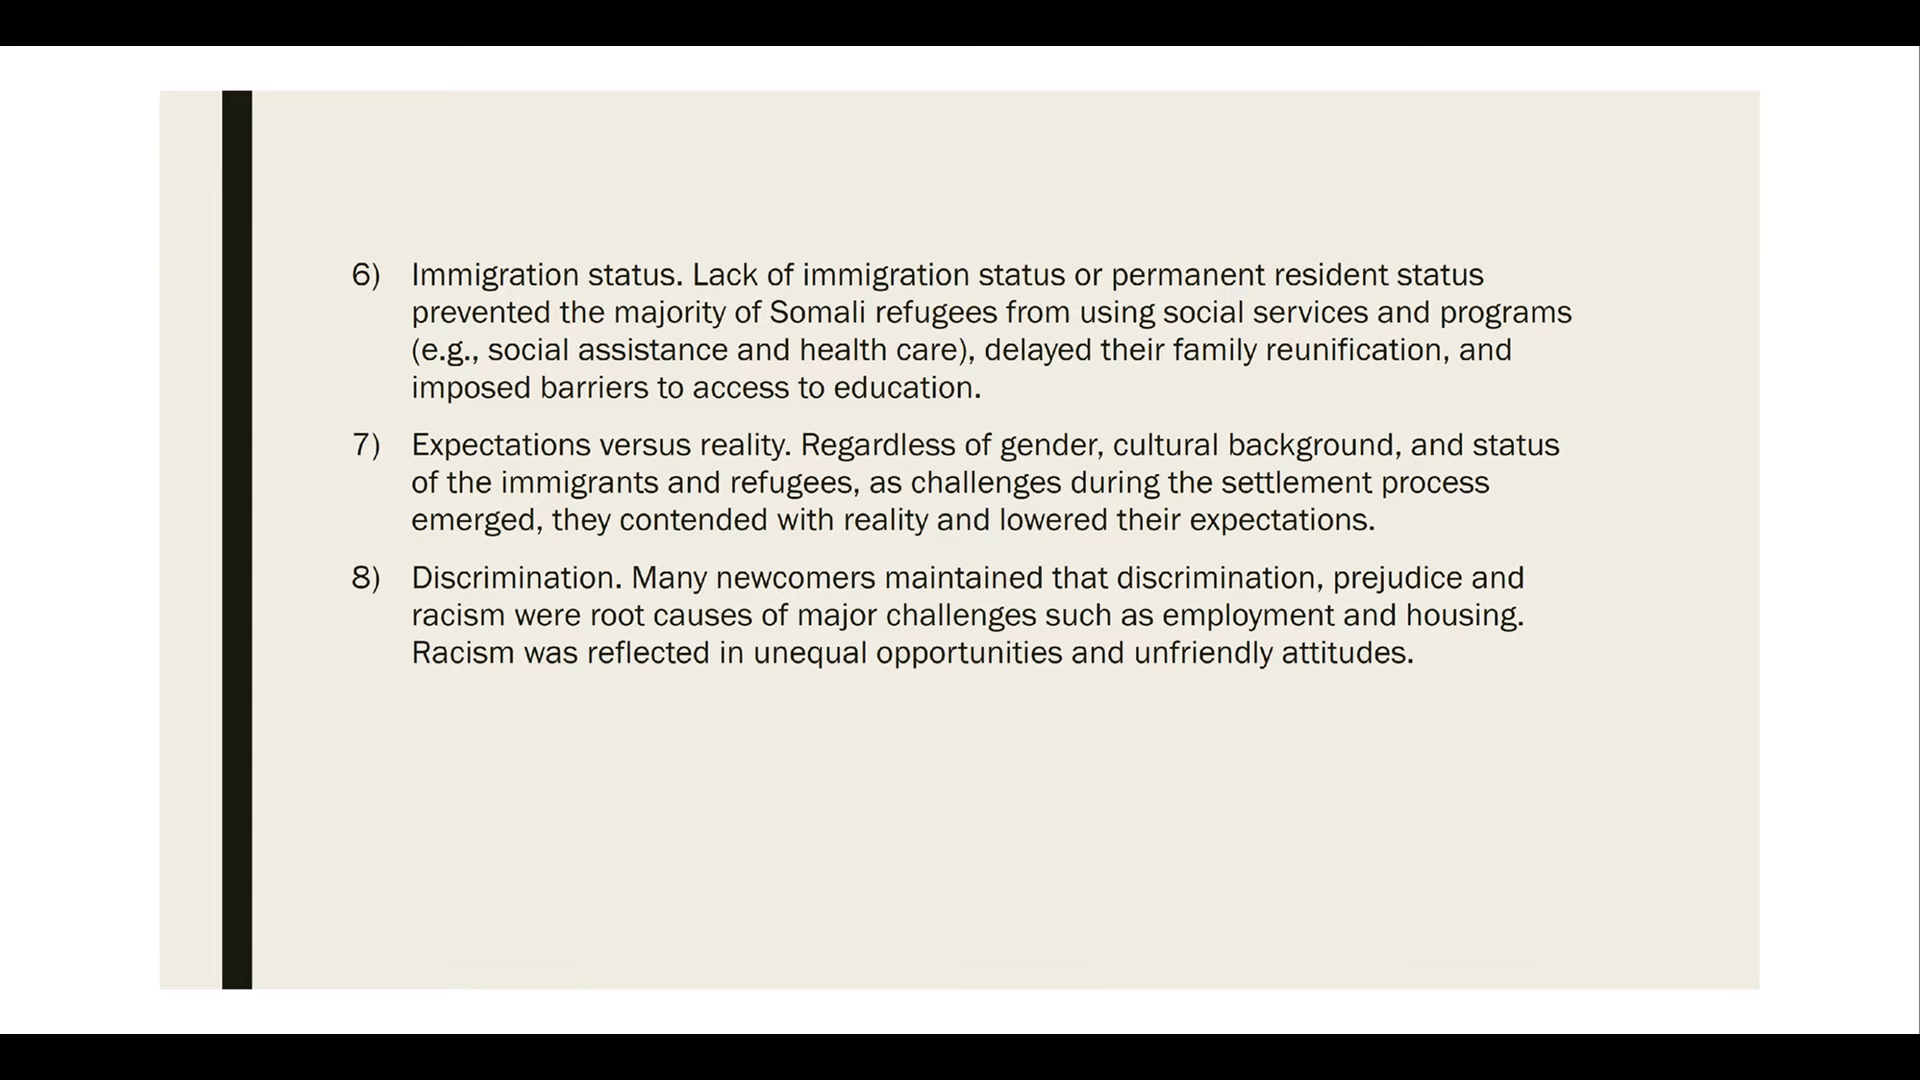 6) Immigration status. Lack of immigration status or permanent resident status
prevented the majority of Somali refugees from using social services and programs
(e.g., social assistance and health care), delayed their family reunification, and
imposed barriers to access to education.
7) Expectations versus reality. Regardless of gender, cultural background, and status
of the immigrants and refugees, as challenges during the settlement process
emerged, they contended with reality and lowered their expectations.
8) Discrimination. Many newcomers maintained that discrimination, prejudice and
racism were root causes of major challenges such as employment and housing.
Racism was reflected in unequal opportunities and unfriendly attitudes.